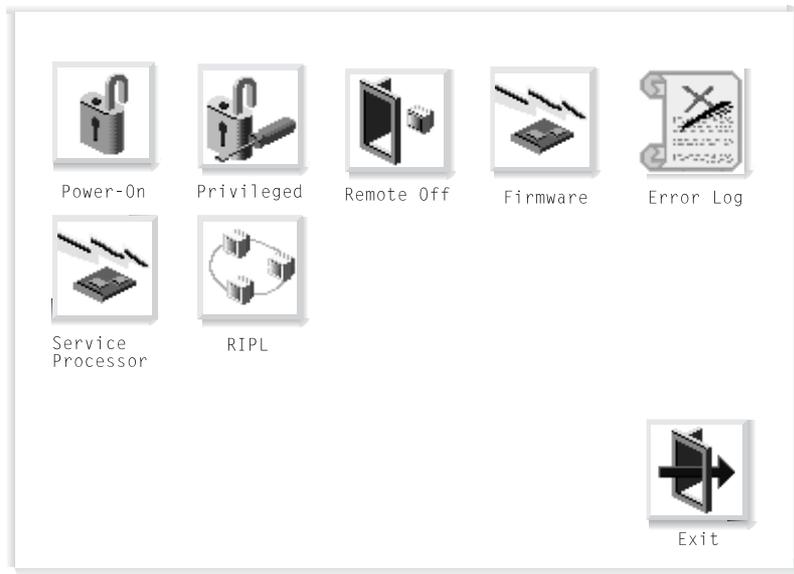 Power-On
Privileged
Remote Off
Firmware
Error Log
Service
Processor
RIPL
Exit